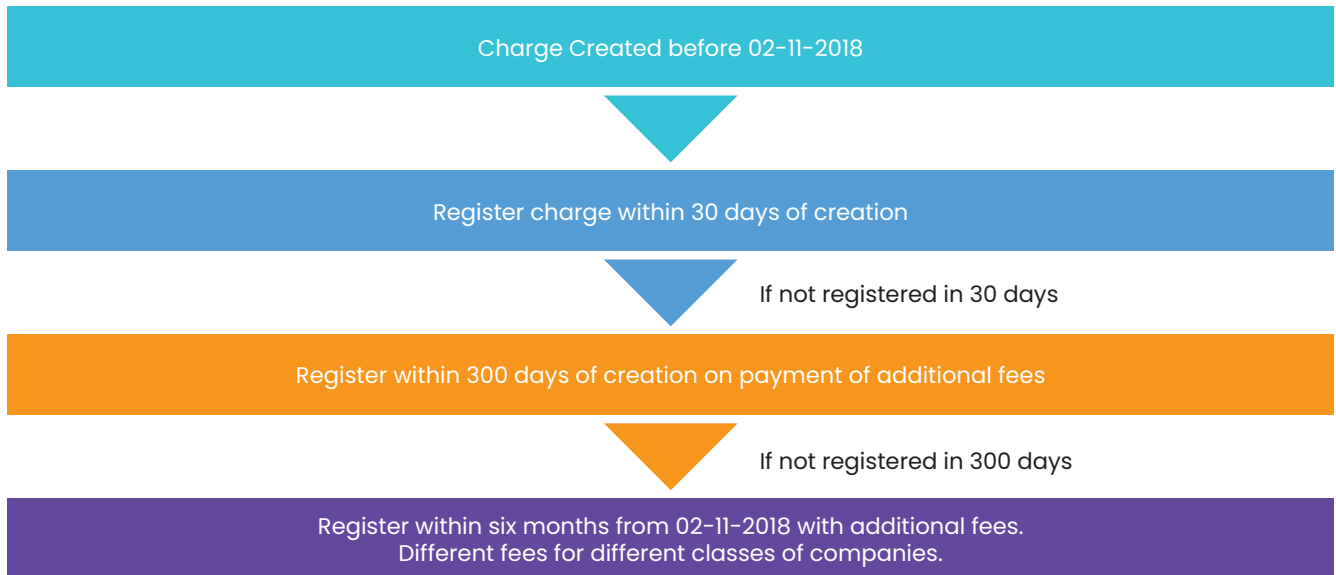 Charge Created before 02-11-2018
Register charge within 30 days of creation
If not registered in 30 days
Register within 300 days of creation on payment of additional fees
If not registered in 300 days
Register within six months from 02-11-2018 with additional fees.
Different fees for different classes of companies.